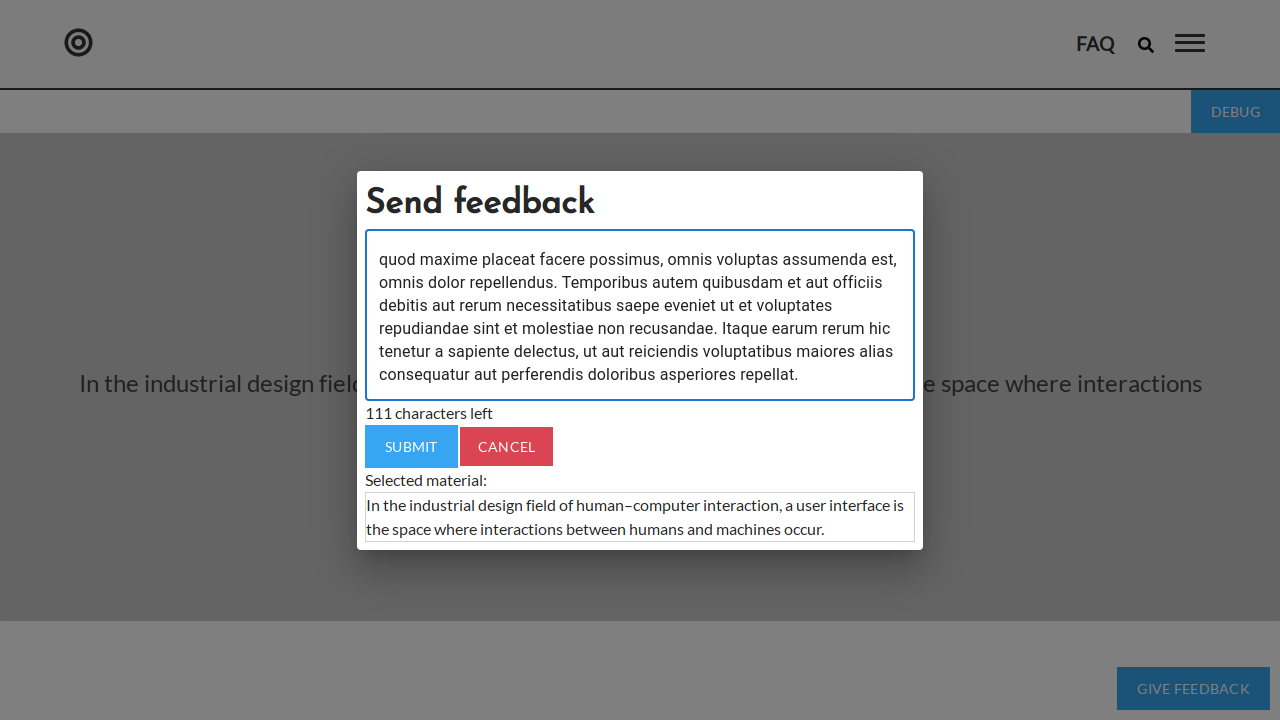 FAQ
DEBUG
Send feedback
quod maxime placeat facere possimus, omnis voluptas assumenda est,
omnis dolor repellendus. Temporibus autem quibusdam et aut officiis
debitis aut rerum necessitatibus saepe eveniet ut et voluptates
repudiandae sint et molestiae non recusandae. Itaque earum rerum hic
tenetur a sapiente delectus, ut aut reiciendis voluptatibus maiores alias
consequatur aut perferendis doloribus asperiores repellat.
In the industrial design field
e space where interactions
111 characters left
SUBMIT CANCEL
Selected material:
In the industrial design field of human–computer interaction, a user interface is
the space where interactions between humans and machines occur.
GIVE FEEDBACK